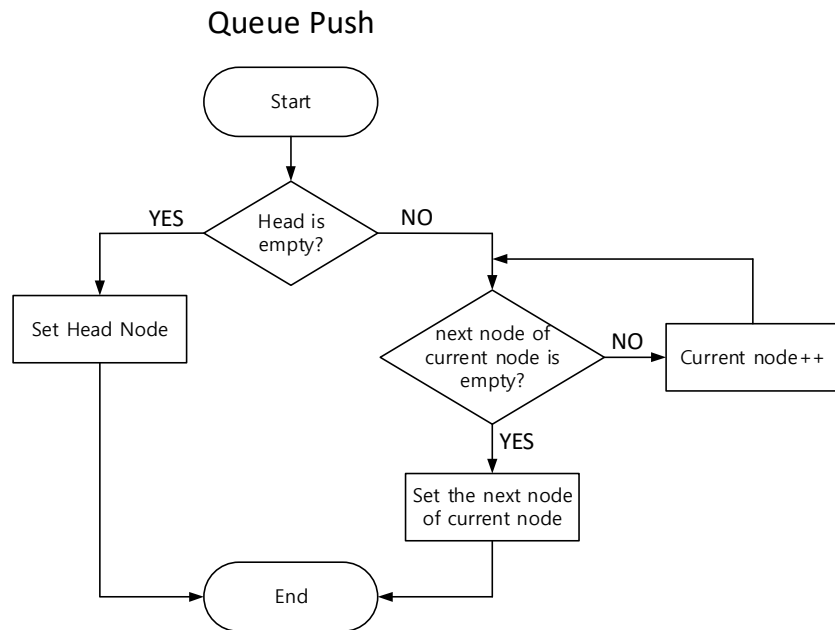 Queue Push
Start
Head is
empty?
YES
NO
Set Head Node
next node of
current node is
empty?
NO
Current node++
YES
Set the next node
of current node
End